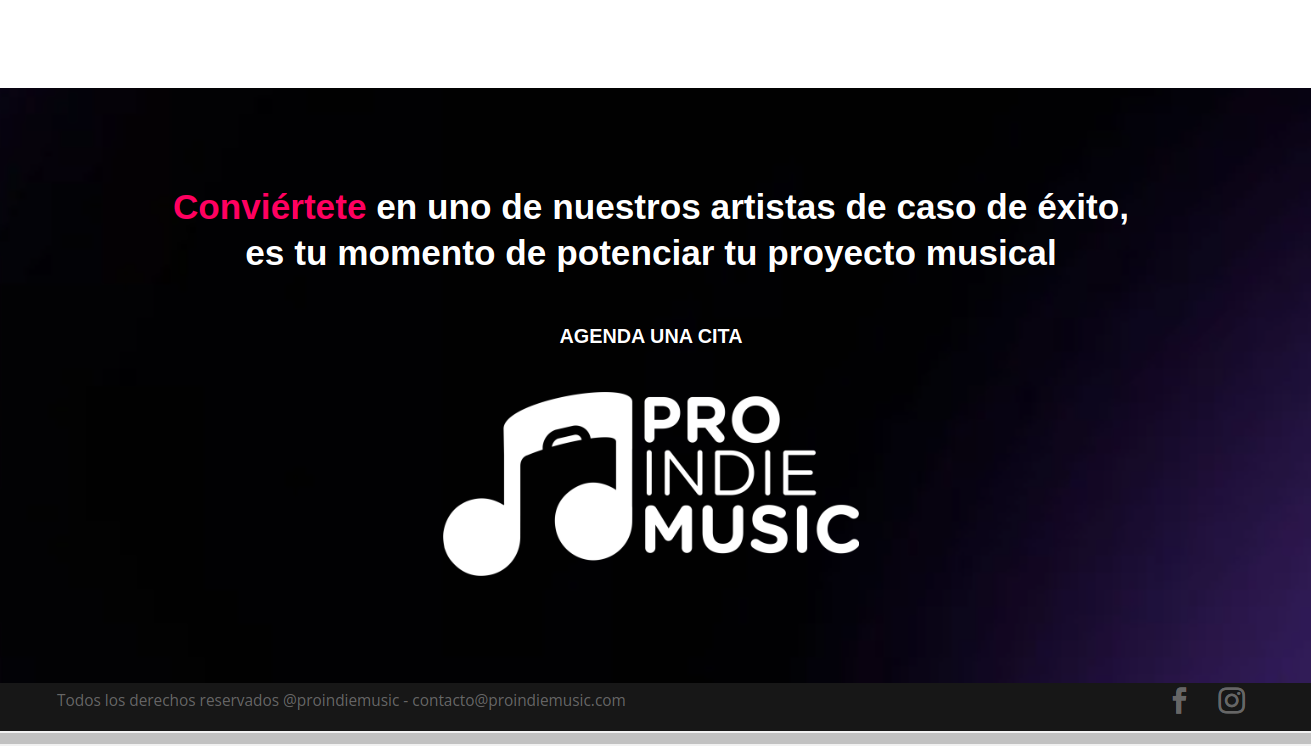 Conviértete en uno de nuestros artistas de caso de éxito,
es tu momento de potenciar tu proyecto musical
AGENDA UNA CITA
PRO
INDIE
MUSIC
Todos los derechos reservados @proindiemusic - contacto@proindiemusic.com